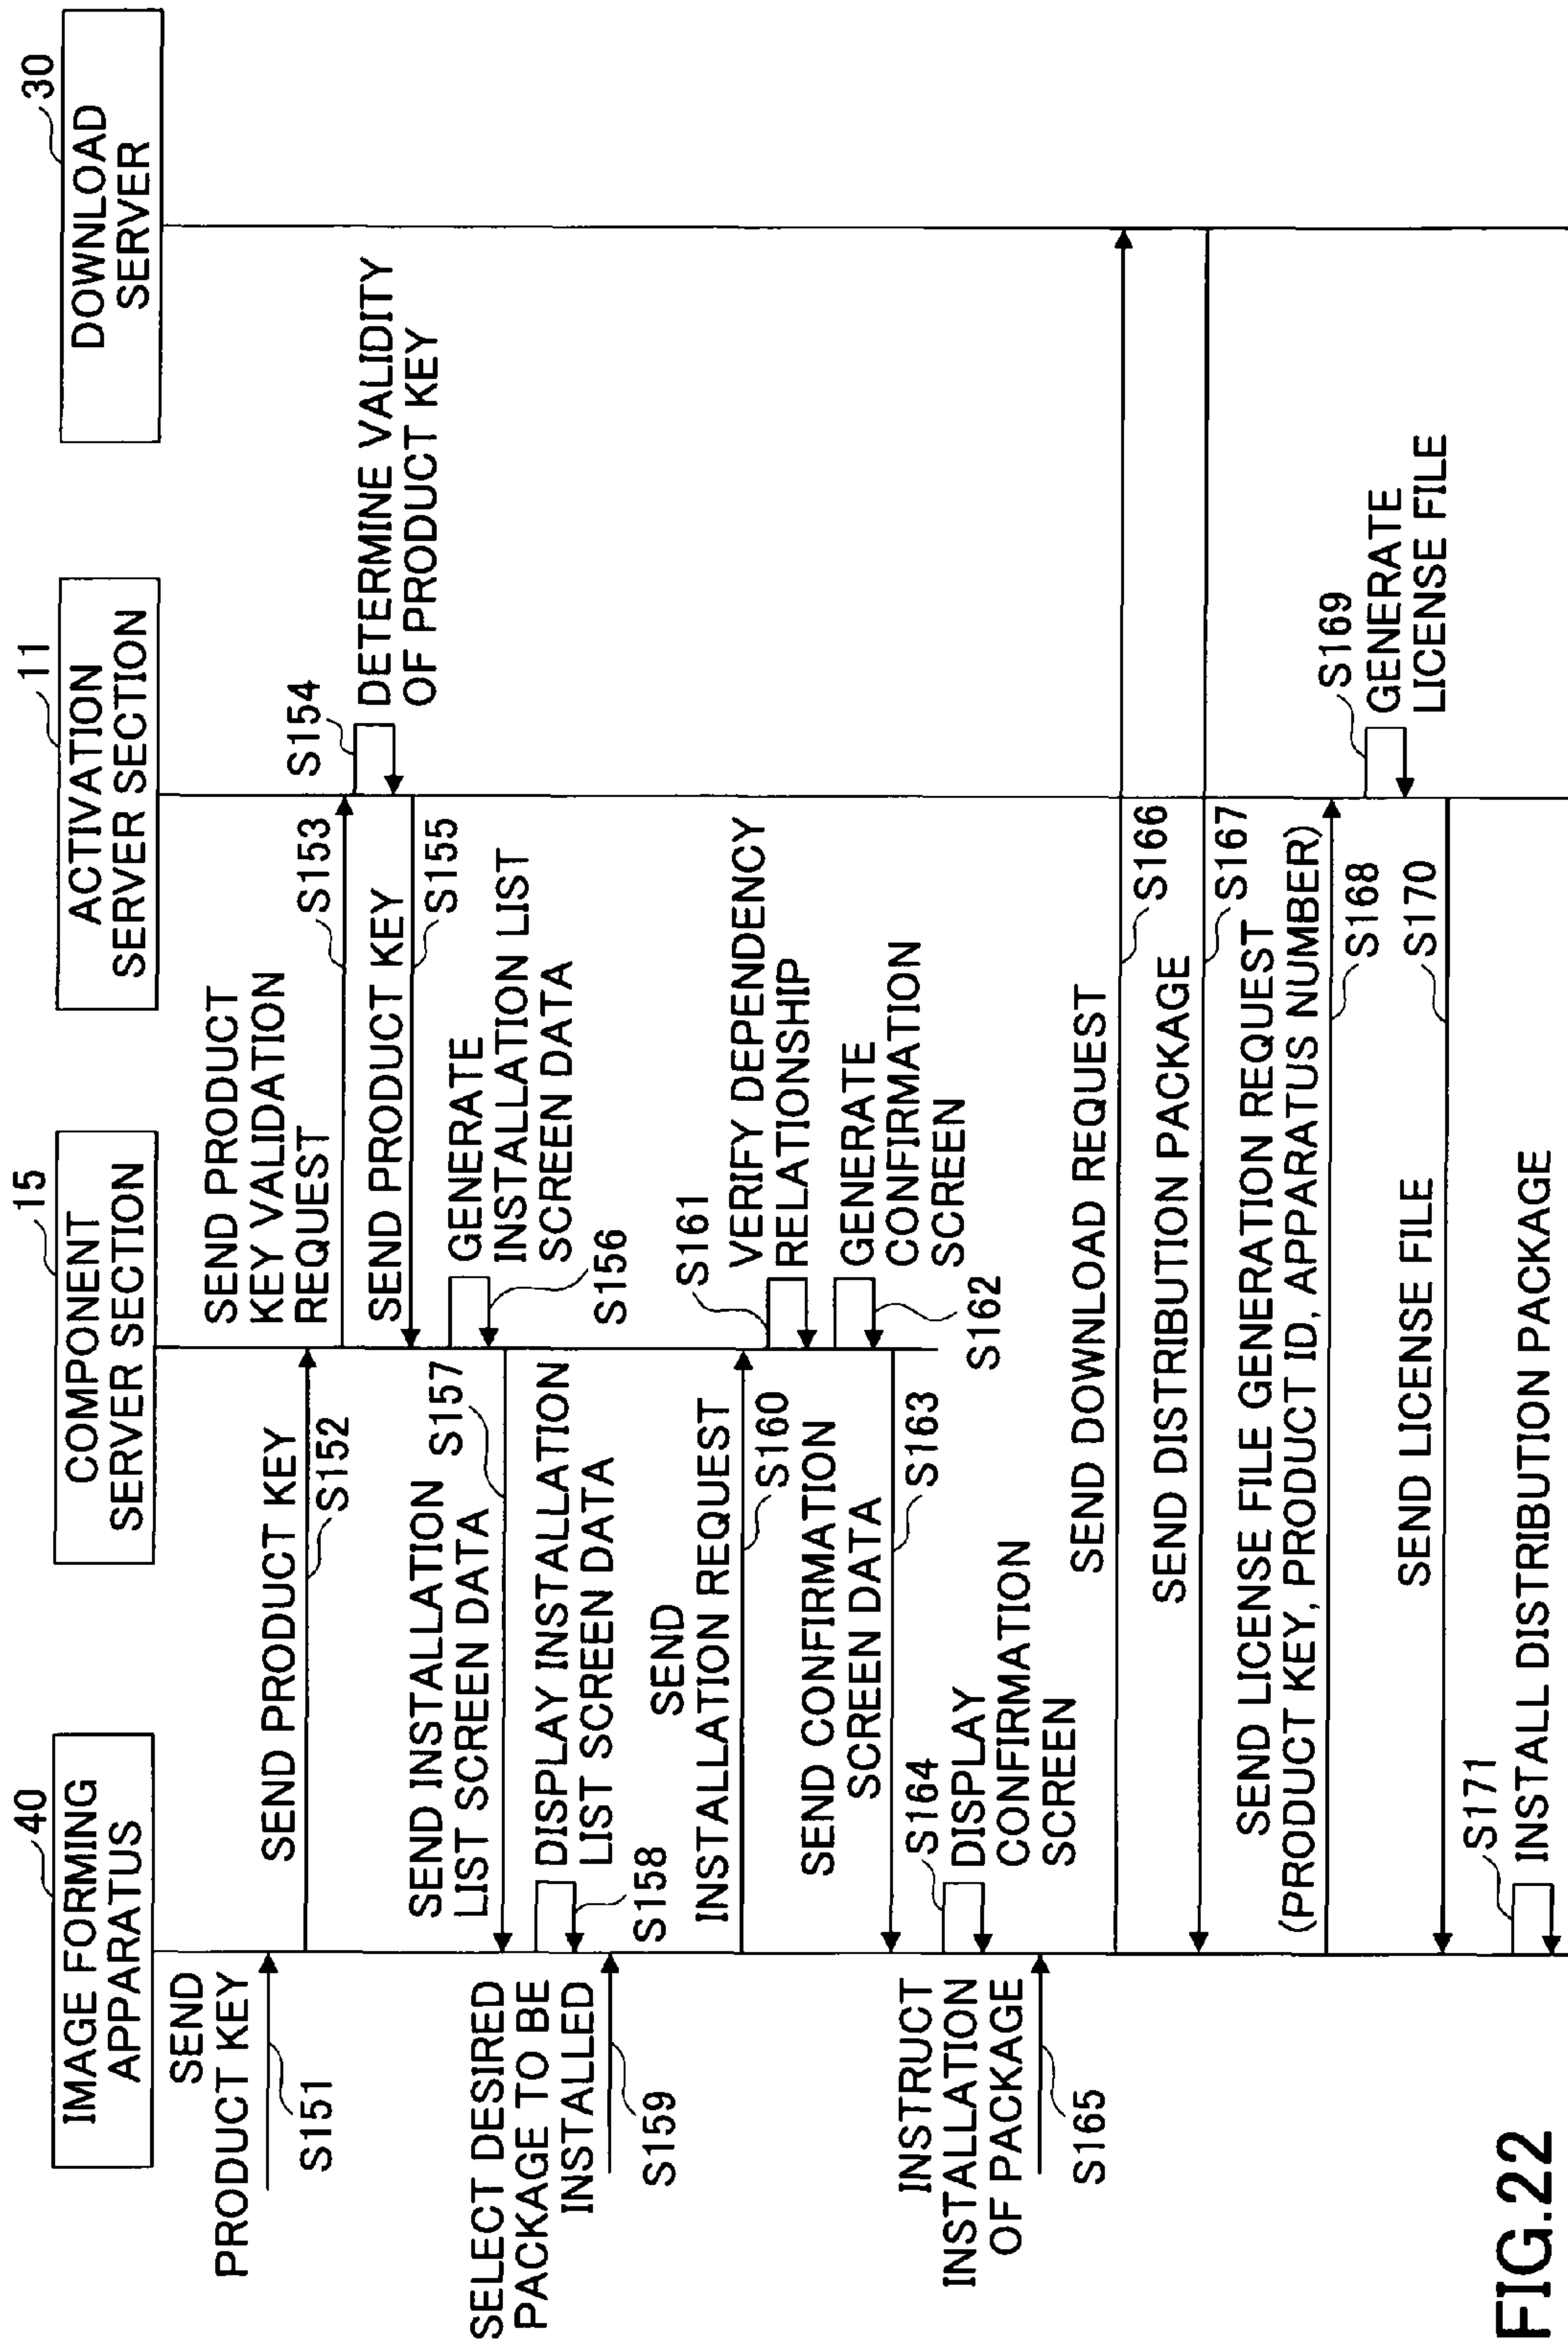 IMAGE FORMING
APPARATUS
40
COMPONENT
SERVER SECTION
15
ACTIVATION
SERVER SECTION
11
DOWNLOAD
SERVER
30
SEND
PRODUCT KEY
S151
SEND PRODUCT KEY
S152
SEND PRODUCT
KEY VALIDATION
REQUEST
S153
S154
DETERMINE VALIDITY
OF PRODUCT KEY
SEND PRODUCT KEY
S155
GENERATE
INSTALLATION LIST
SCREEN DATA
S156
SEND INSTALLATION
LIST SCREEN DATA
S157
DISPLAY INSTALLATION
LIST SCREEN DATA
S158
SELECT DESIRED
PACKAGE TO BE
INSTALLED
S159
SEND
INSTALLATION REQUEST
S160
S161
VERIFY DEPENDENCY
RELATIONSHIP
GENERATE
CONFIRMATION
SCREEN
S162
SEND CONFIRMATION
SCREEN DATA
S163
S164
DISPLAY
CONFIRMATION
SCREEN
INSTRUCT
INSTALLATION
OF PACKAGE
S165
SEND DOWNLOAD REQUEST
S166
SEND DISTRIBUTION PACKAGE
S167
SEND LICENSE FILE GENERATION REQUEST
(PRODUCT KEY, PRODUCT ID, APPARATUS NUMBER)
S168
S169
GENERATE
LICENSE FILE
SEND LICENSE FILE
S170
S171
INSTALL DISTRIBUTION PACKAGE
FIG.22